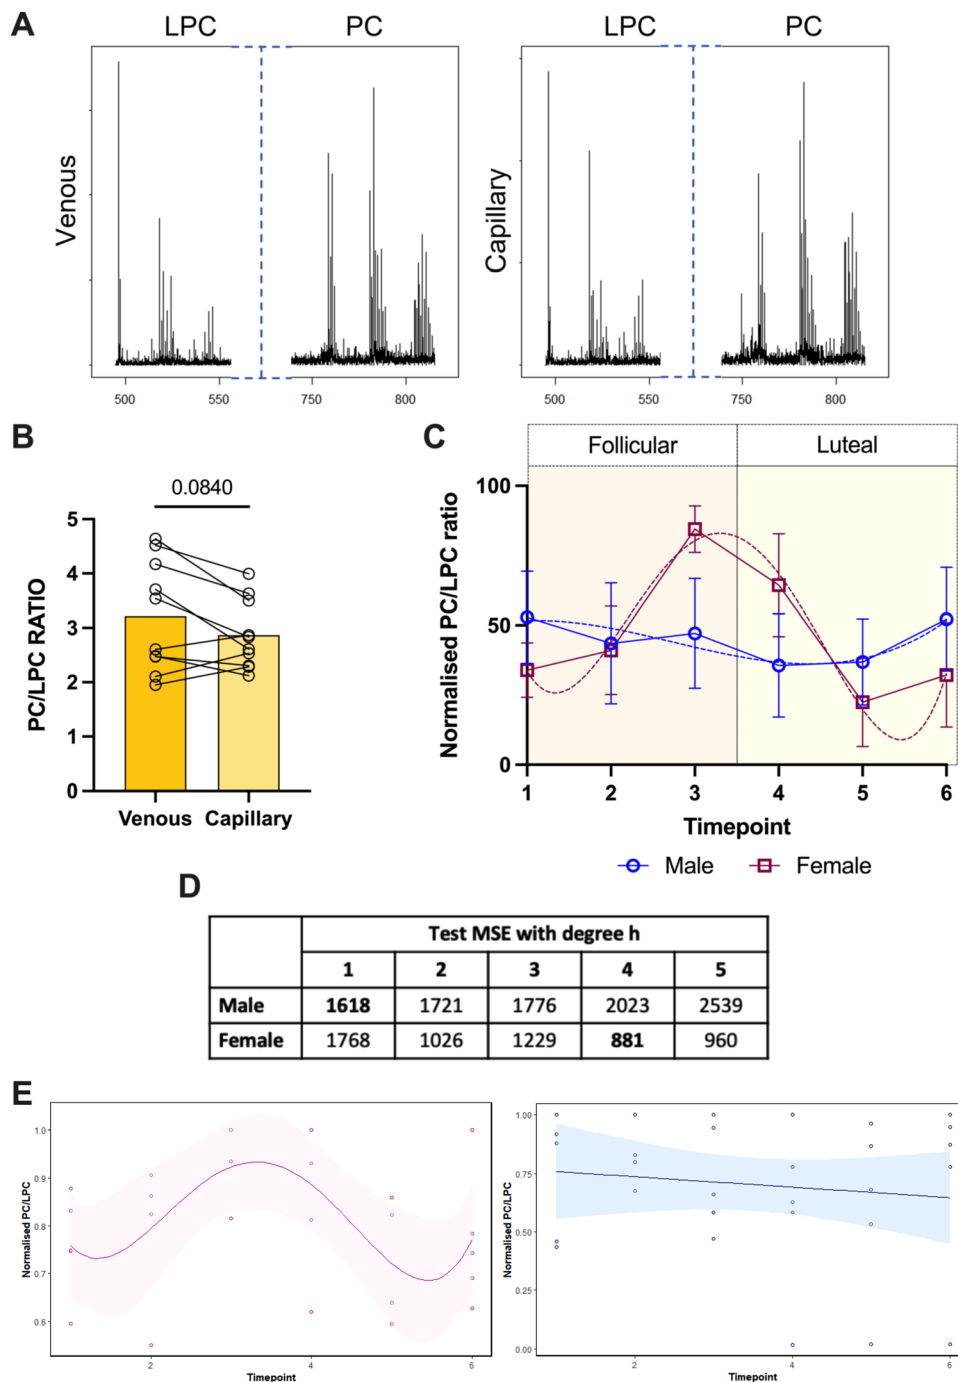 A
LPC PC
Venous
500 550 750 800
LPC PC
Capillary
500 550 750 800
B
0.0840
PC/LPC RATIO
5
4
3
2
1
0
Venous Capillary
C
Follicular Luteal
Normalised PC/LPC ratio
100
50
0
1 2 3 4 5 6
Timepoint
Male Female
D
Test MSE with degree h
1 2 3 4 5
Male 1618 1721 1776 2023 2539
Female 1768 1026 1229 881 960
E
Normalised PC/LPC
1.0
0.9
0.8
0.7
0.6
2 4 6
Timepoint
Normalised PC/LPC
1.00
0.75
0.50
0.25
0.00
2 4 6
Timepoint